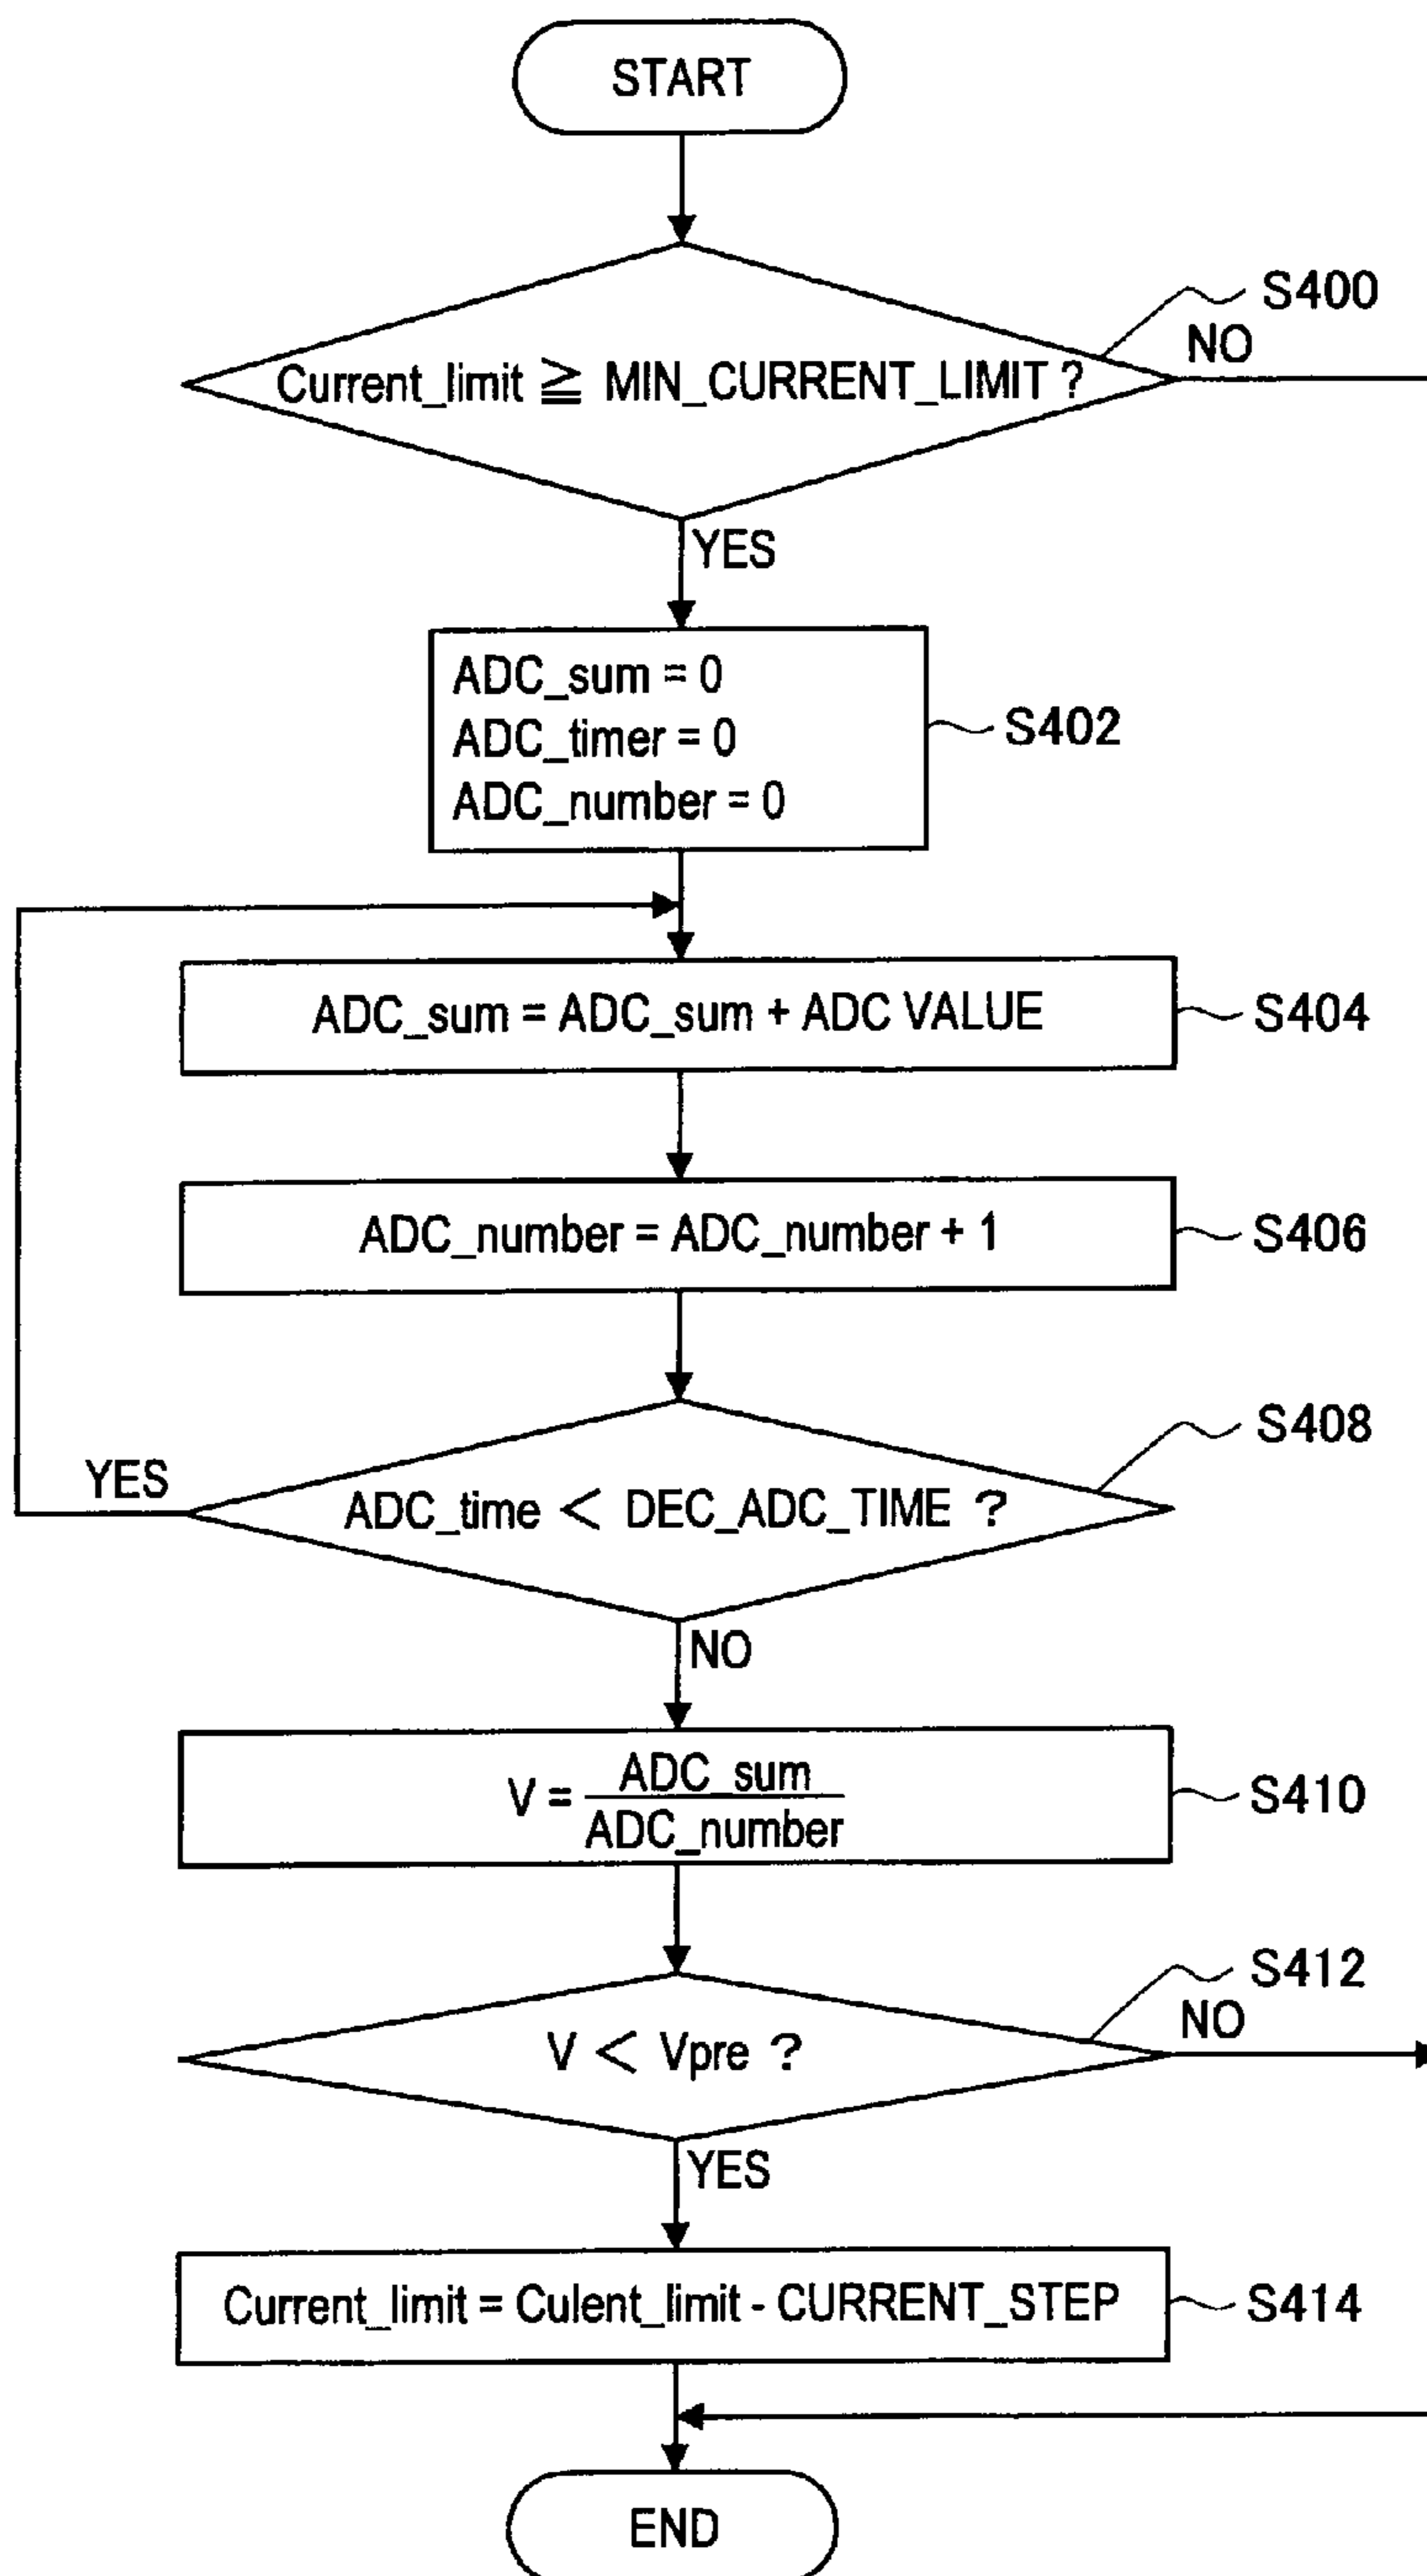 START
S400
NO
Current_limit ≧ MIN_CURRENT_LIMIT ?
YES
ADC_sum = 0
ADC_timer = 0
ADC_number = 0
S402
ADC_sum = ADC_sum + ADC VALUE
S404
ADC_number = ADC_number + 1
S406
S408
YES
ADC_time < DEC_ADC_TIME ?
NO
V = ADC_sum / ADC_number
S410
S412
NO
V < Vpre ?
YES
Current_limit = Culent_limit - CURRENT_STEP
S414
END